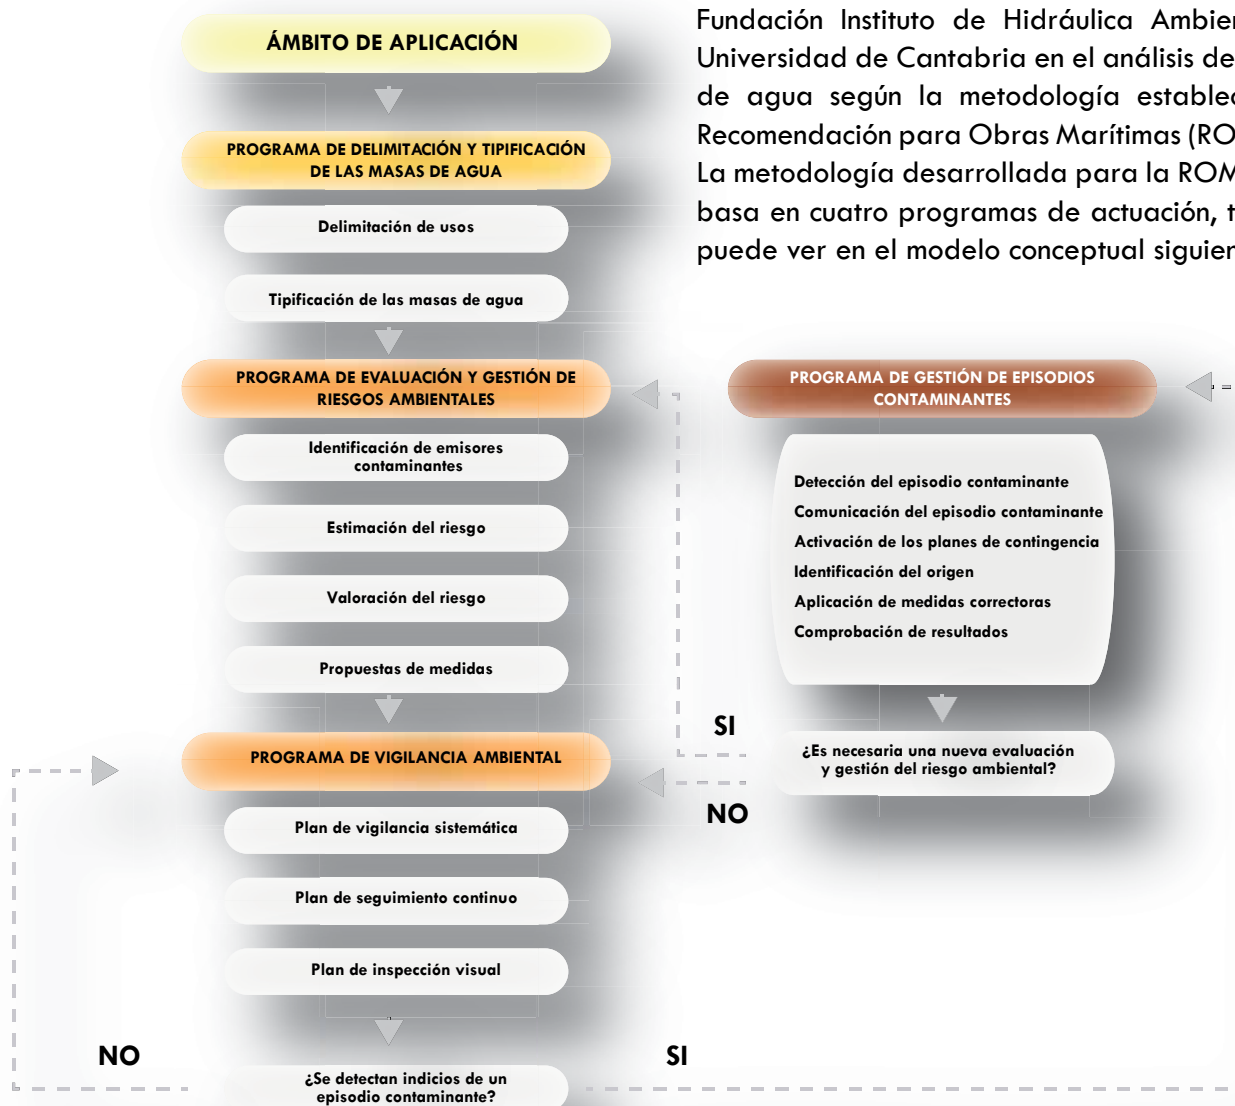 Fundación Instituto de Hidráulica
Universidad de Cantabria en el análisis de
de agua según la metodología
Recomendación para Obras Marítimas
La metodología desarrollada para la ROM
basa en cuatro programas de actuación,
puede ver en el modelo conceptual
ÁMBITO DE APLICACIÓN
PROGRAMA DE DELIMITACIÓN Y TIPIFICACIÓN
DE LAS MASAS DE AGUA
Delimitación de usos
Tipificación de las masas de agua
PROGRAMA DE EVALUACIÓN Y GESTIÓN DE
RIESGOS AMBIENTALES
Identificación de emisores
contaminantes
Estimación del riesgo
Valoración del riesgo
Propuestas de medidas
PROGRAMA DE VIGILANCIA AMBIENTAL
Plan de vigilancia sistemática
Plan de seguimiento continuo
Plan de inspección visual
¿Se detectan indicios de un
episodio contaminante?
NO
SI
PROGRAMA DE GESTIÓN DE EPISODIOS
CONTAMINANTES
Detección del episodio contaminante
Comunicación del episodio contaminante
Activación de los planes de contingencia
Identificación del origen
Aplicación de medidas correctoras
Comprobación de resultados
¿Es necesaria una nueva evaluación
y gestión del riesgo ambiental?
SI
NO